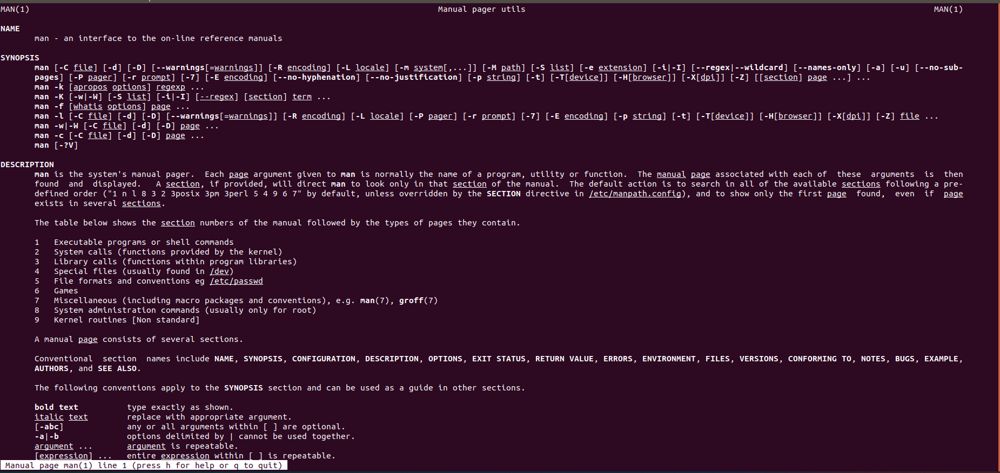 MAN(1) Manual pager utils MAN(1)
NAME
man - an interface to the on-line reference manuals
SYNOPSIS
man [-C file] [-d] [-D] [--warnings[=warnings]] [-R encoding] [-L locale] [-m system[,...]] [-M path] [-S list] [-e extension] [-i|-I] [--regex|--wildcard] [--names-only] [-a] [-u] [--no-sub-
pages] [-P pager] [-r prompt] [-7] [-E encoding] [--no-hyphenation] [--no-justification] [-p string] [-t] [-T[device]] [-H[browser]] [-X[dpi]] [-Z] [[section] page ...] ...
man -k [apropos options] regexp ...
man -K [-w|-W] [-S list] [-i|-I] [--regex] [section] term ...
man -f [whatis options] page ...
man -l [-C file] [-d] [-D] [--warnings[=warnings]] [-R encoding] [-L locale] [-P pager] [-r prompt] [-7] [-E encoding] [-p string] [-t] [-T[device]] [-H[browser]] [-X[dpi]] [-Z] file ...
man -w|-W [-C file] [-d] [-D] page ...
man -c [-C file] [-d] [-D] page ...
man [-?V]
DESCRIPTION
man is the system's manual pager. Each page argument given to man is normally the name of a program, utility or function. The manual page associated with each of these arguments is then
found and displayed. A section, if provided, will direct man to look only in that section of the manual. The default action is to search in all of the available sections following a pre-
defined order ("1 n l 8 3 2 3posix 3pm 3perl 5 4 9 6 7" by default, unless overridden by the SECTION directive in /etc/manpath.config), and to show only the first page found, even if page
exists in several sections.
The table below shows the section numbers of the manual followed by the types of pages they contain.
1 Executable programs or shell commands
2 System calls (functions provided by the kernel)
3 Library calls (functions within program libraries)
4 Special files (usually found in /dev)
5 File formats and conventions eg /etc/passwd
6 Games
7 Miscellaneous (including macro packages and conventions), e.g. man(7), groff(7)
8 System administration commands (usually only for root)
9 Kernel routines [Non standard]
A manual page consists of several sections.
Conventional section names include NAME, SYNOPSIS, CONFIGURATION, DESCRIPTION, OPTIONS, EXIT STATUS, RETURN VALUE, ERRORS, ENVIRONMENT, FILES, VERSIONS, CONFORMING TO, NOTES, BUGS, EXAMPLE,
AUTHORS, and SEE ALSO.
The following conventions apply to the SYNOPSIS section and can be used as a guide in other sections.
bold text type exactly as shown.
italic text replace with appropriate argument.
[-abc] any or all arguments within [ ] are optional.
-a|-b options delimited by | cannot be used together.
argument ... argument is repeatable.
[expression] ... entire expression within [ ] is repeatable.
Manual page man(1) line 1 (press h for help or q to quit)